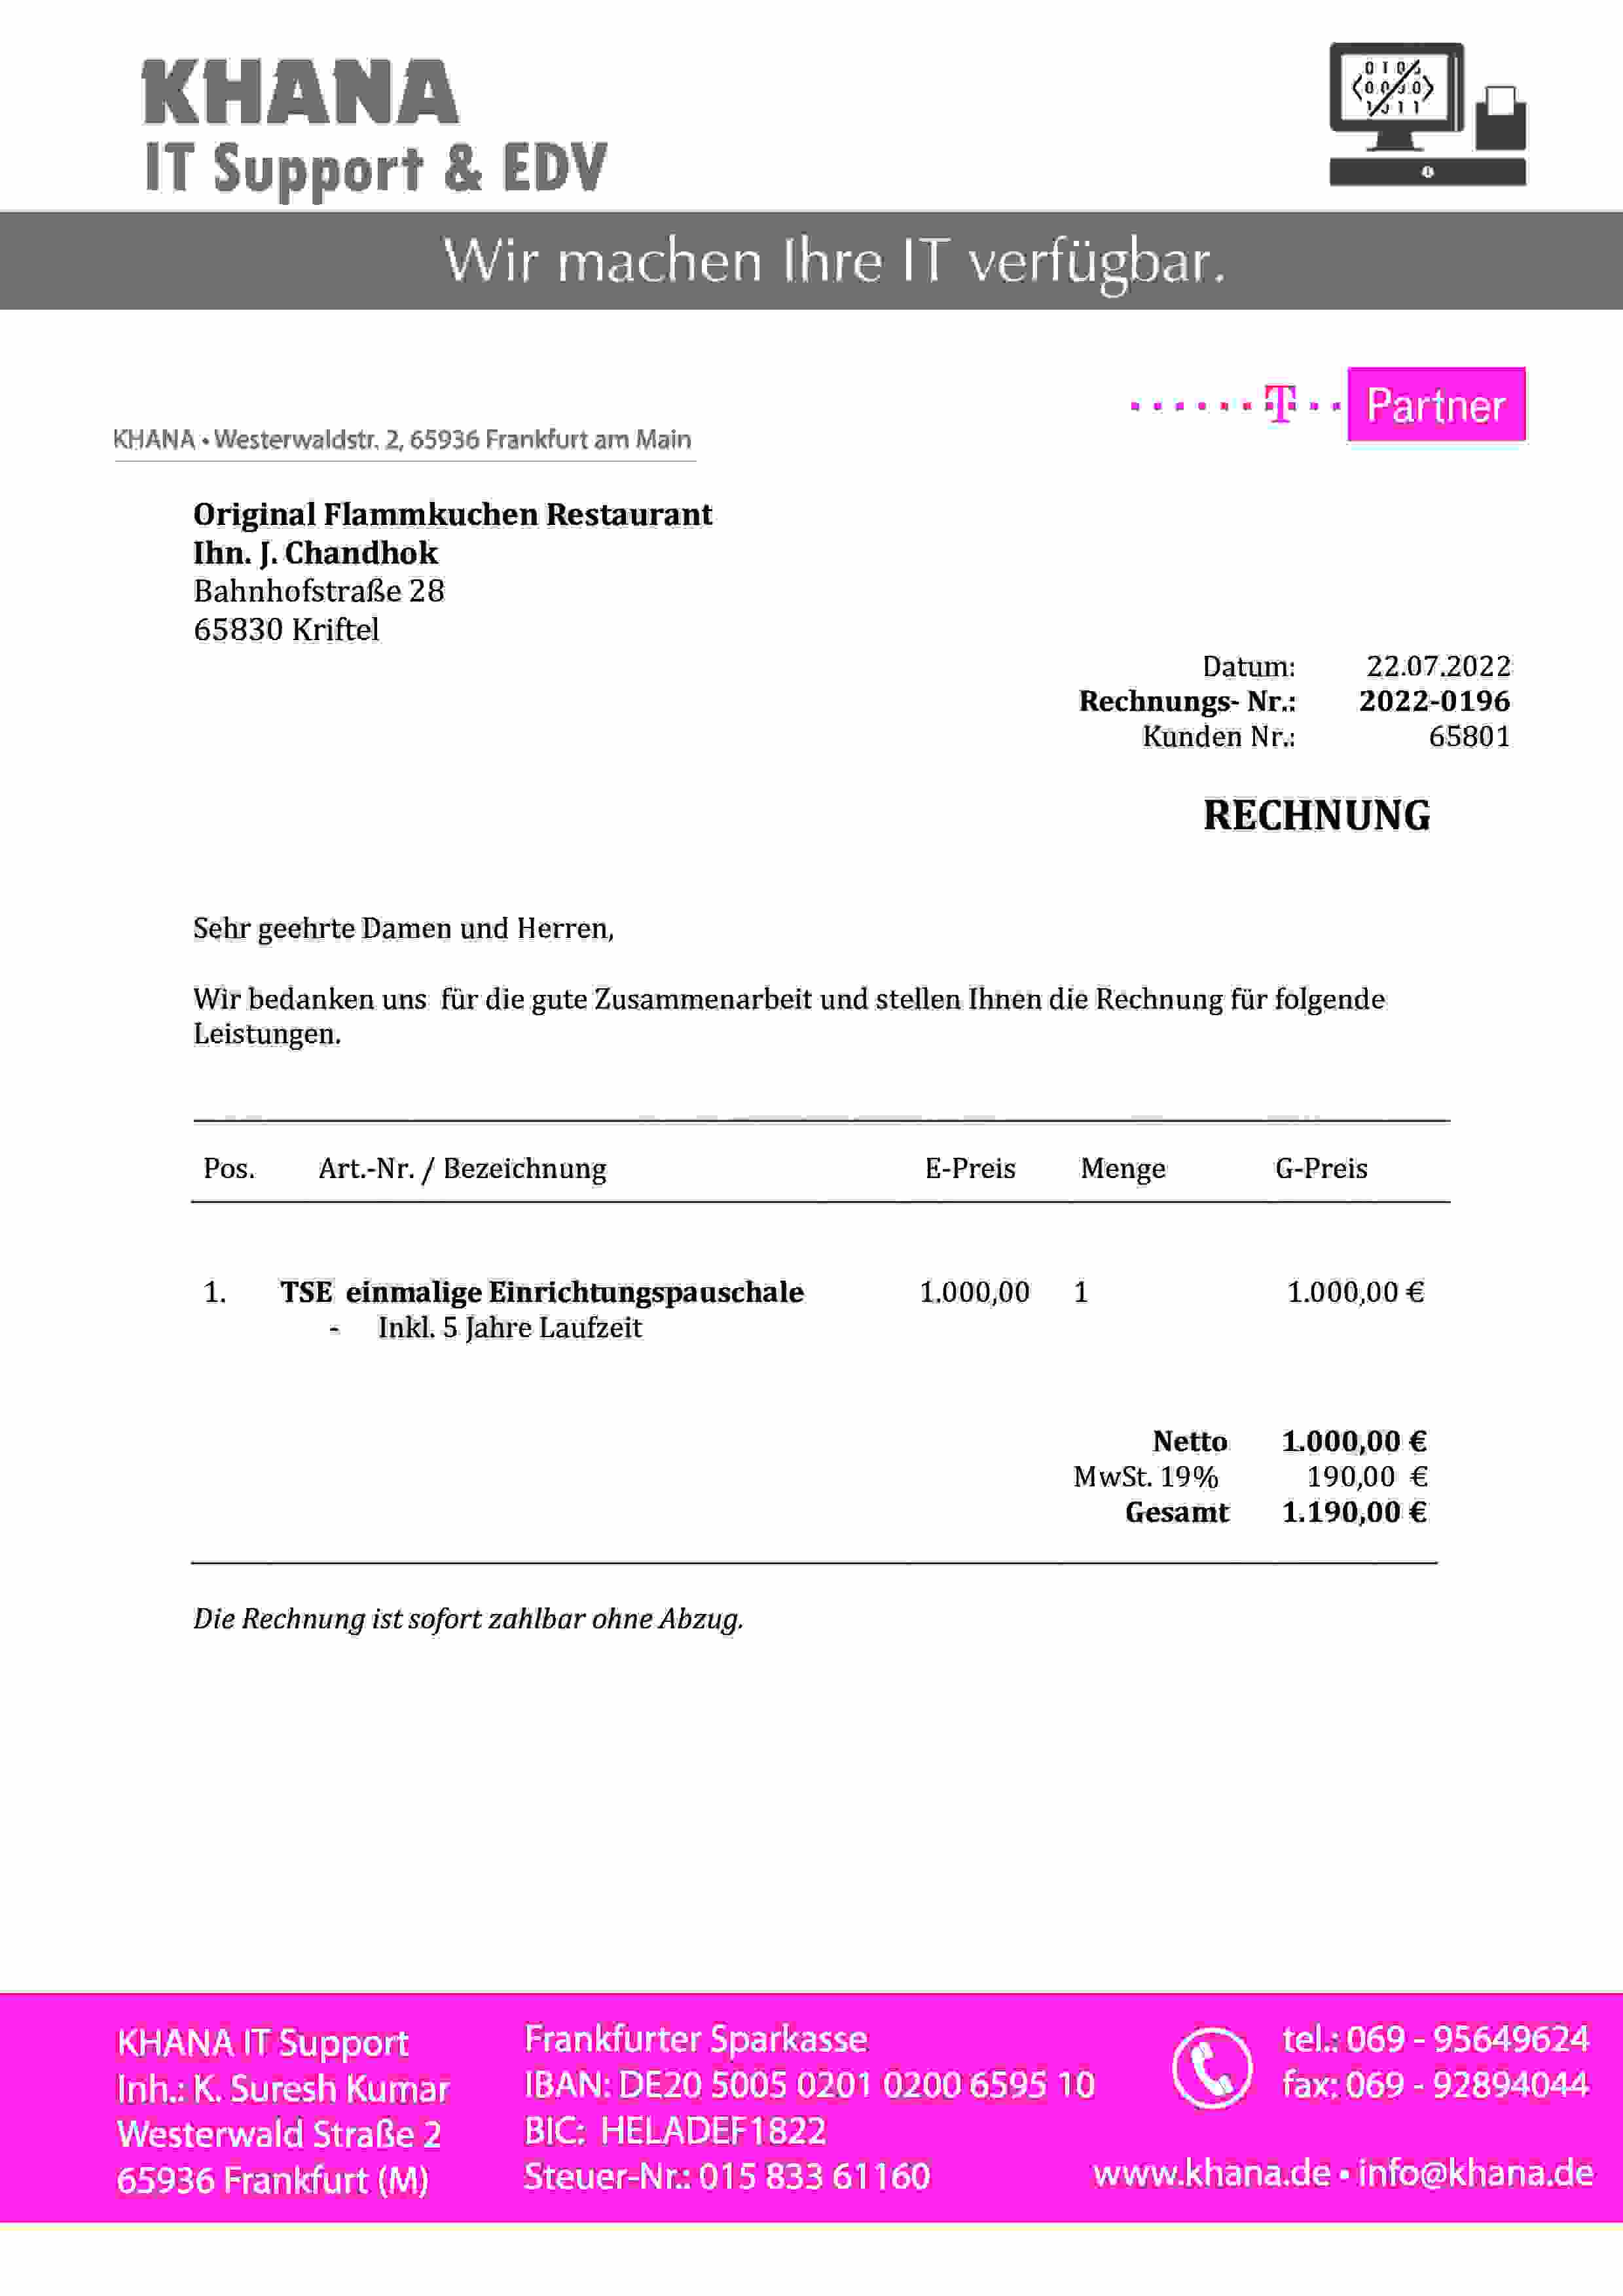 KHANA
IT Support & EDV
Wir machen Ihre IT verfügbar.
T Partner
KHANA • Westerwaldstr. 2, 65936 Frankfurt am Main
Original Flammkuchen Restaurant
Ihn. J. Chandhok
Bahnhofstraße 28
65830 Kriftel
Datum: 22.07.2022
Rechnungs- Nr.: 2022-0196
Kunden Nr.: 65801
RECHNUNG
Sehr geehrte Damen und Herren,
Wir bedanken uns für die gute Zusammenarbeit und stellen Ihnen die Rechnung für folgende
Leistungen.
Pos. Art.-Nr. / Bezeichnung E-Preis Menge G-Preis
1. TSE einmalige Einrichtungspauschale 1.000,00 1 1.000,00 €
- Inkl. 5 Jahre Laufzeit
Netto 1.000,00 €
MwSt. 19% 190,00 €
Gesamt 1.190,00 €
Die Rechnung ist sofort zahlbar ohne Abzug.
KHANA IT Support
Inh.: K. Suresh Kumar
Westerwald Straße 2
65936 Frankfurt (M)
Frankfurter Sparkasse
IBAN: DE20 5005 0201 0200 6595 10
BIC: HELADEF1822
Steuer-Nr.: 015 833 61160
tel.: 069 - 95649624
fax: 069 - 92894044
www.khana.de • info@khana.de